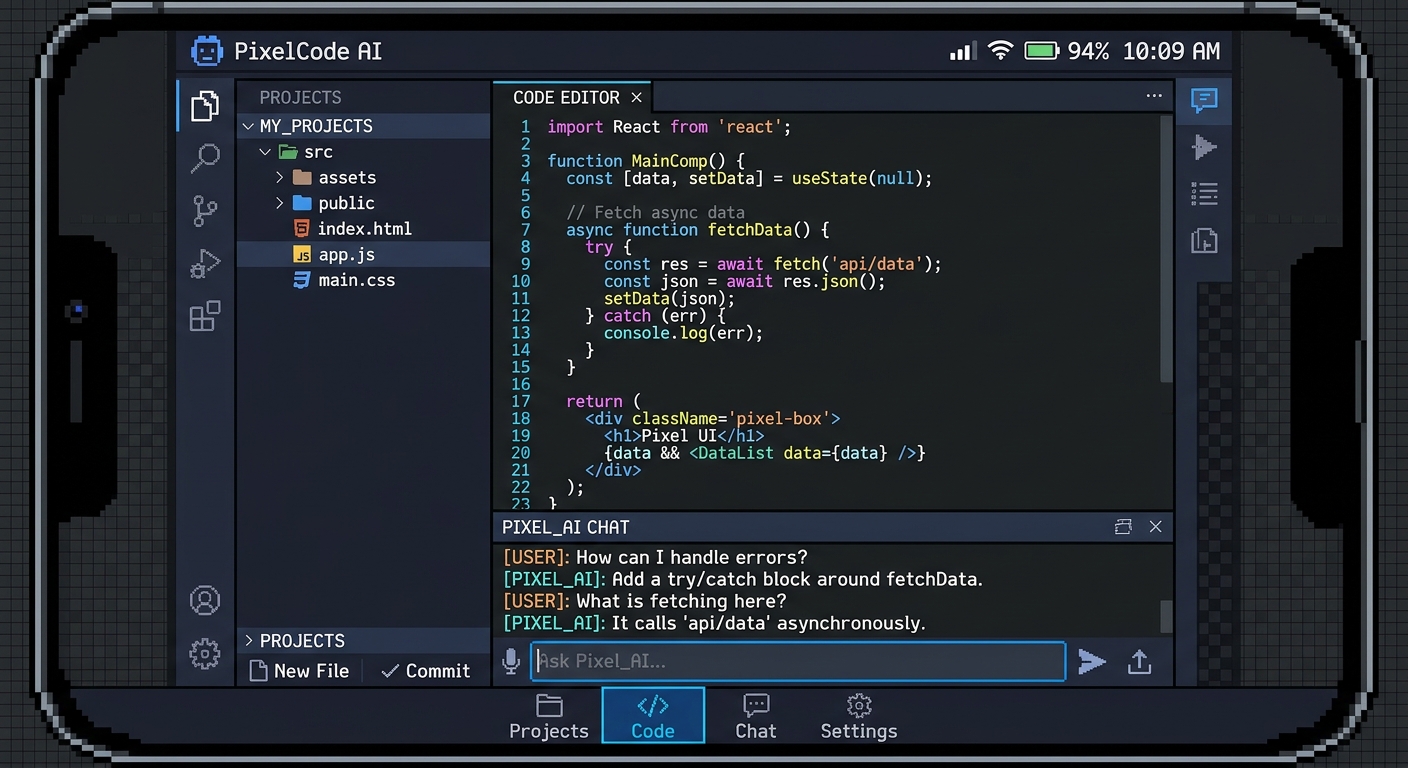 PixelCode AI
94% 10:09 AM
PROJECTS
MY_PROJECTS
src
assets
public
index.html
app.js
main.css
PROJECTS
New File
Commit
CODE EDITOR
1 import React from 'react';
2
3 function MainComp() {
4   const [data, setData] = useState(null);
5
6   // Fetch async data
7   async function fetchData() {
8     try {
9       const res = await fetch('api/data');
10       const json = await res.json();
11       setData(json);
12     } catch (err) {
13       console.log(err);
14     }
15   }
16
17   return (
18     <div className='pixel-box'>
19       <h1>Pixel UI</h1>
20       {data && <DataList data={data} />}
21     </div>
22   );
23 }
PIXEL_AI CHAT
[USER]: How can I handle errors?
[PIXEL_AI]: Add a try/catch block around fetchData.
[USER]: What is fetching here?
[PIXEL_AI]: It calls 'api/data' asynchronously.
Ask Pixel_AI...
Projects
Code
Chat
Settings